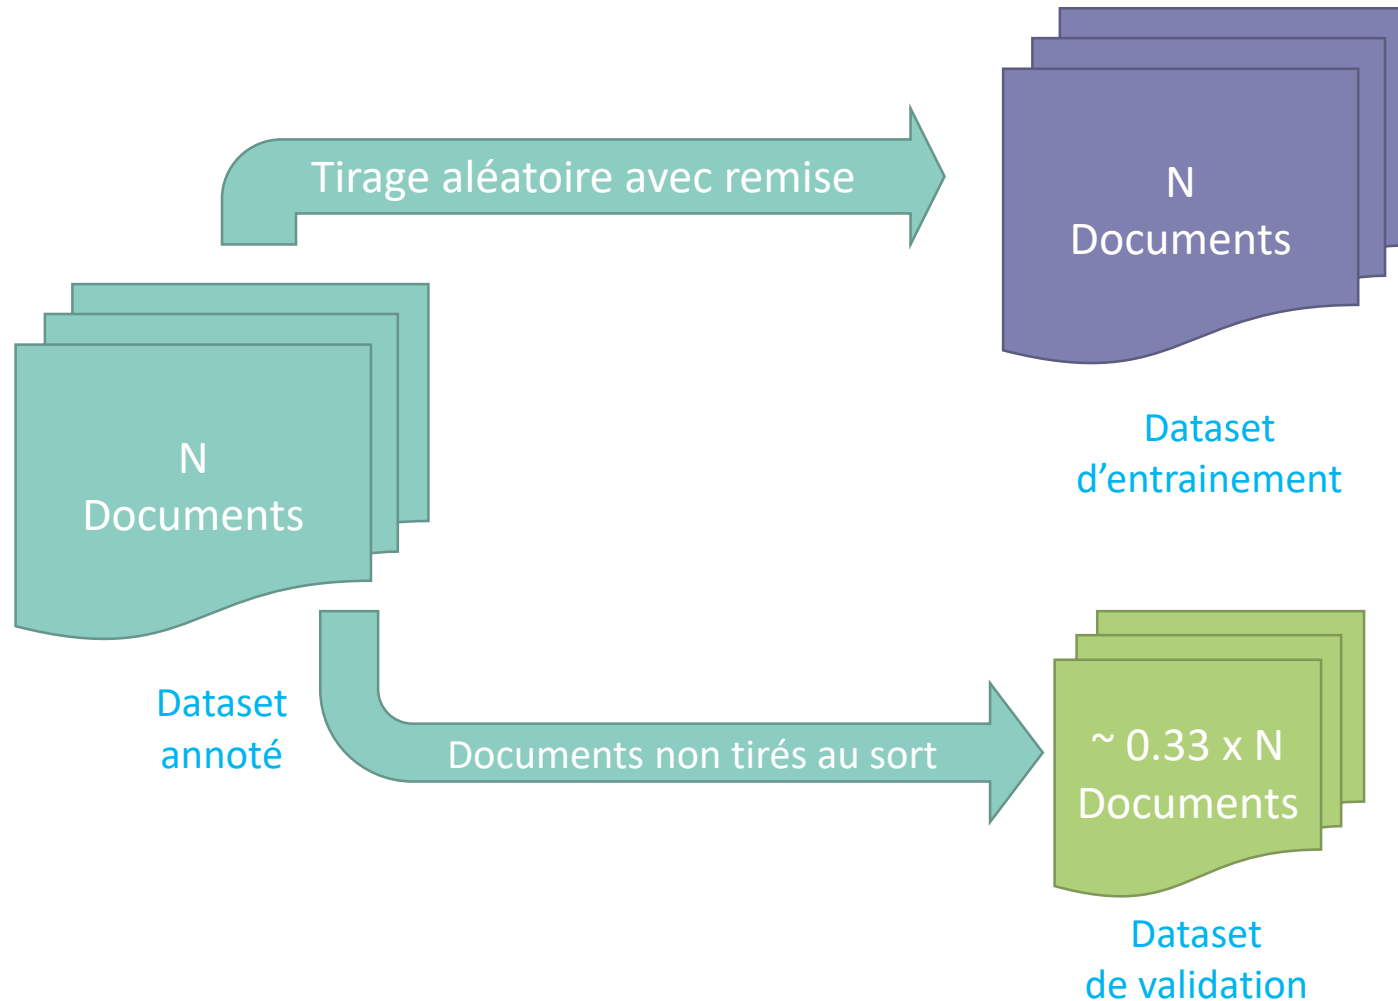 Tirage aléatoire avec remise
N
Documents
Dataset
d’entrainement
N
Documents
Dataset
annoté
Documents non tirés au sort
~ 0.33 x N
Documents
Dataset
de validation